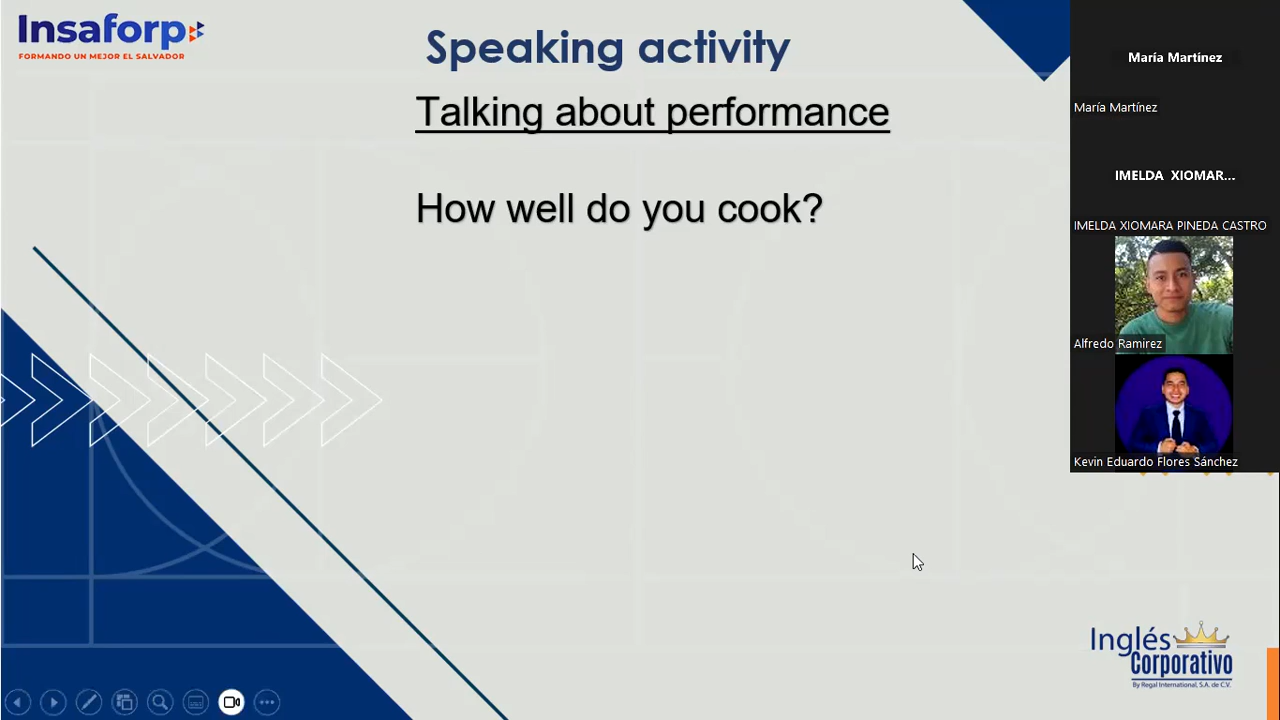 Insaforp
FORMANDO UN MEJOR EL SALVADOR
Speaking activity
Talking about performance
How well do you cook?
María Martínez
María Martínez
IMELDA XIOMAR...
IMELDA XIOMARA PINEDA CASTRO
Alfredo Ramirez
Kevin Eduardo Flores Sánchez
Inglés
Corporativo
By Regal International, S.A. de C.V.